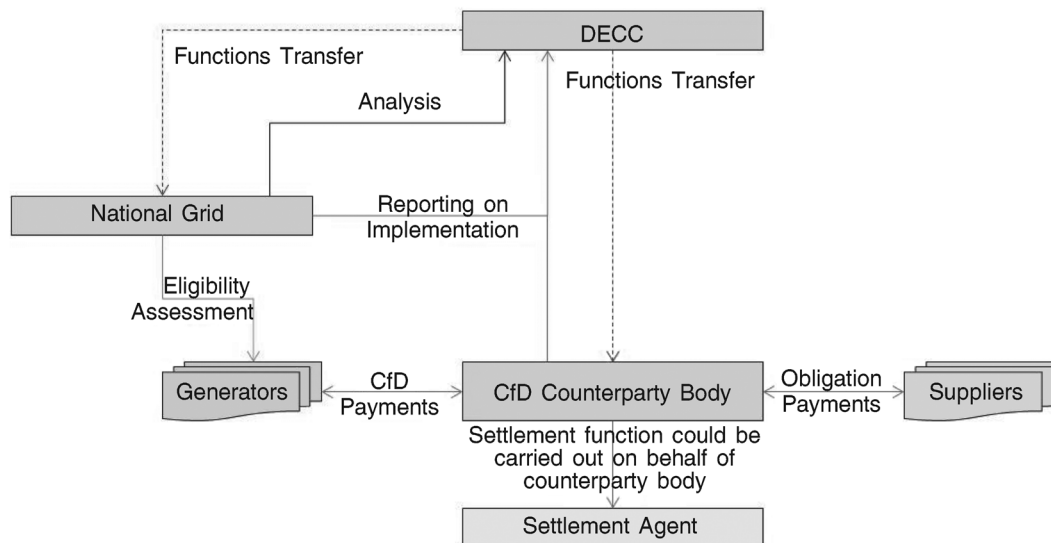 DECC
Functions Transfer
Functions Transfer
Analysis
National Grid
Reporting on
Implementation
Eligibility
Assessment
Generators
CfD
Payments
CfD Counterparty Body
Obligation
Payments
Suppliers
Settlement function could be
carried out on behalf of
counterparty body
Settlement Agent